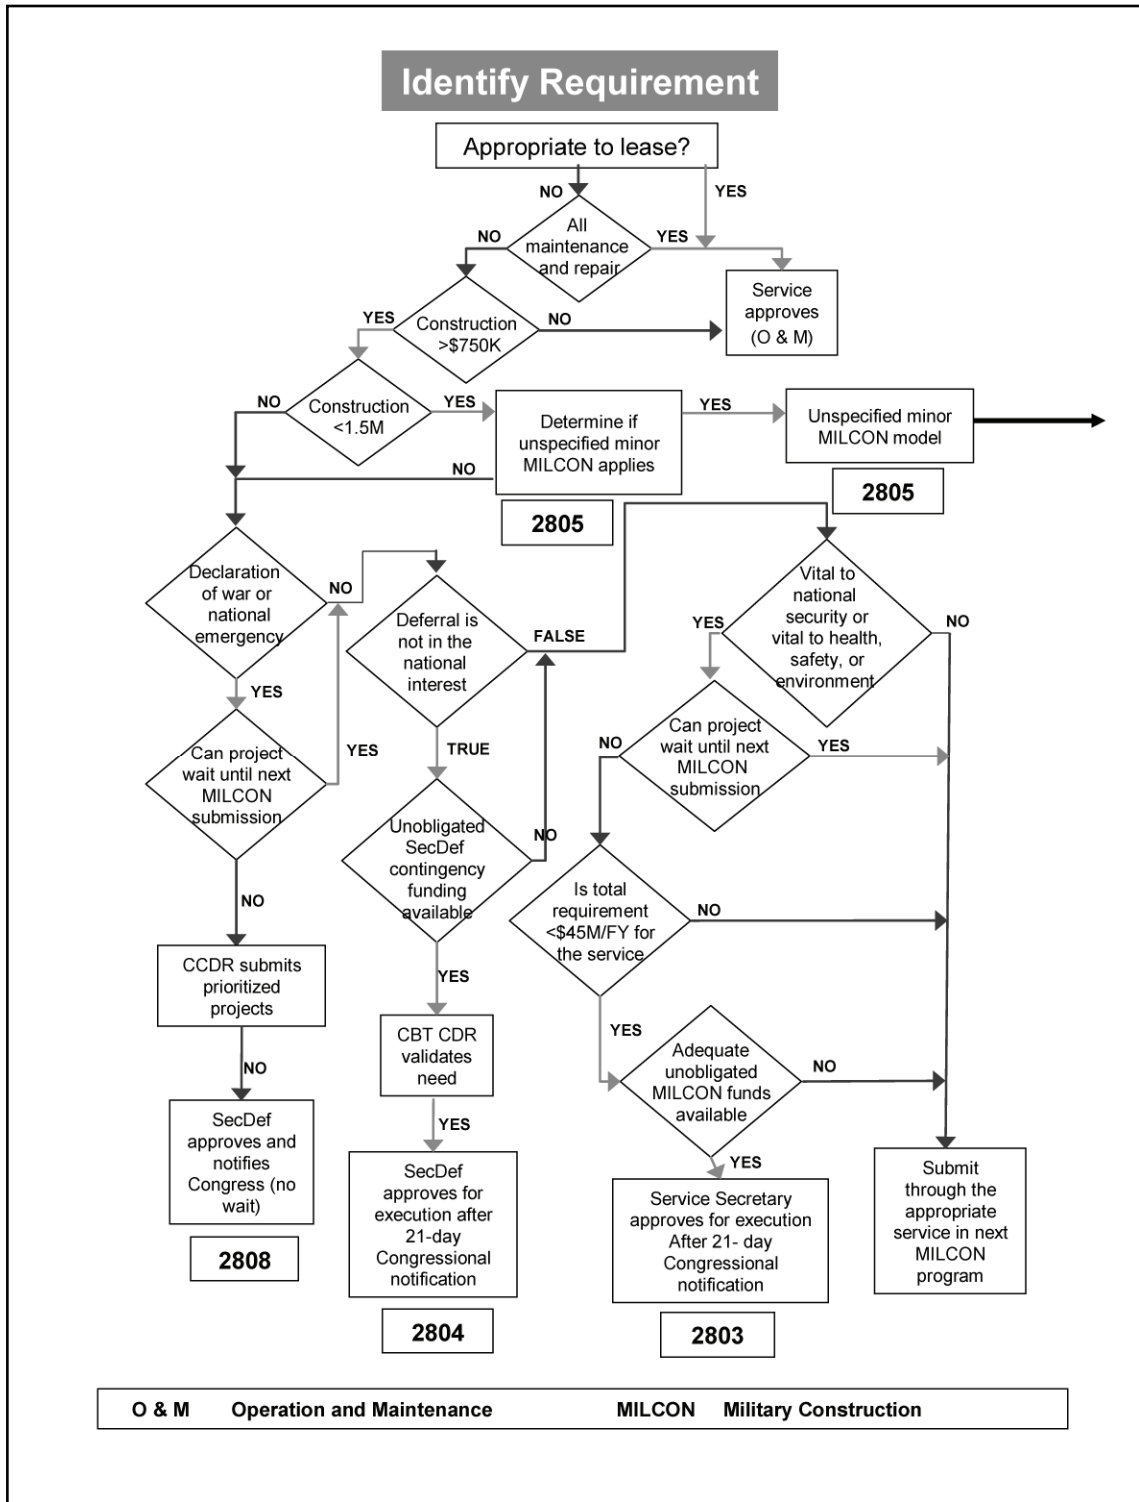 Identify Requirement
Appropriate to lease?
NO
YES
All
maintenance
and repair
NO
YES
Service
approves
(O & M)
Construction
>$750K
YES
NO
Construction
<1.5M
NO
YES
Determine if
unspecified minor
MILCON applies
YES
NO
Unspecified minor
MILCON model
2805
2805
Declaration
of war or
national
emergency
NO
YES
Deferral is
not in the
national
interest
FALSE
TRUE
Vital to
national
security or
vital to health,
safety, or
environment
YES
NO
Can project
wait until next
MILCON
submission
YES
NO
Unobligated
SecDef
contingency
funding
available
NO
YES
Can project
wait until next
MILCON
submission
NO
YES
Is total
requirement
<$45M/FY for
the service
NO
YES
CCDR submits
prioritized
projects
NO
CBT CDR
validates
need
YES
Adequate
unobligated
MILCON funds
available
NO
YES
SecDef
approves and
notifies
Congress (no
wait)
2808
SecDef
approves for
execution after
21-day
Congressional
notification
2804
Service Secretary
approves for execution
After 21- day
Congressional
notification
2803
Submit
through the
appropriate
service in next
MILCON
program
O & M Operation and Maintenance MILCON Military Construction